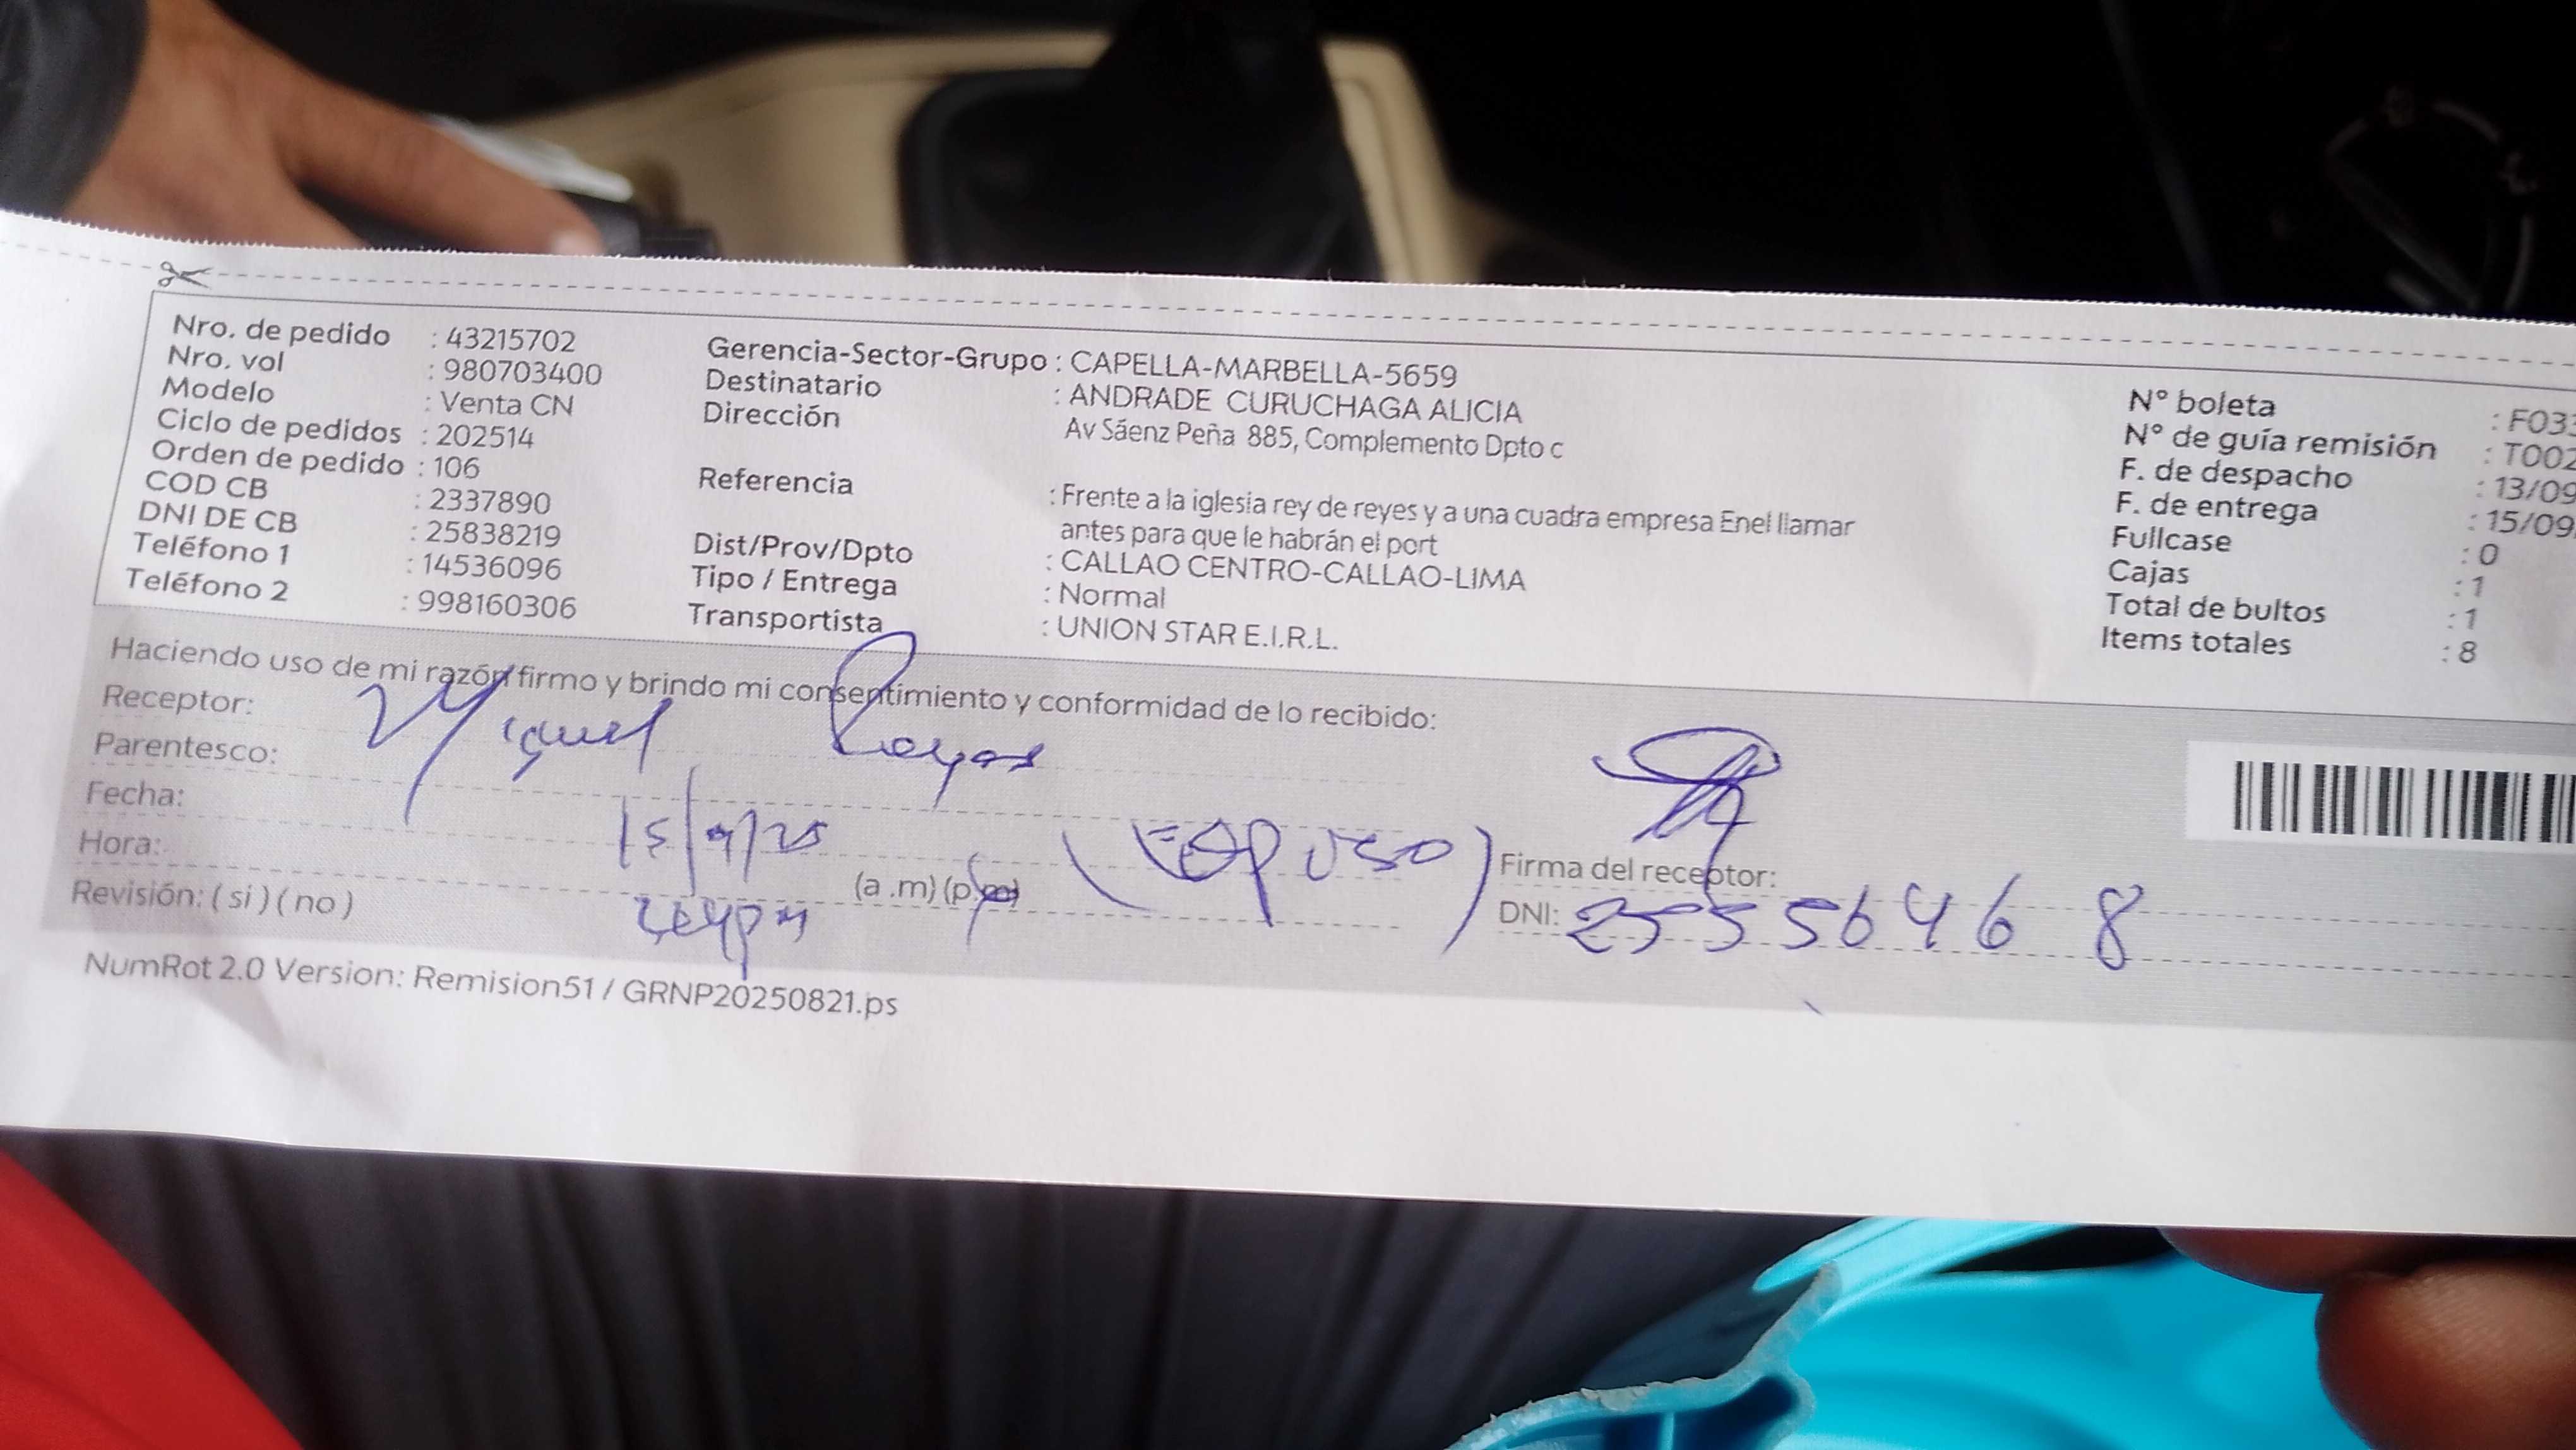 Nro. de pedido : 43215702
Nro. vol : 980703400
Modelo : Venta CN
Ciclo de pedidos : 202514
Orden de pedido : 106
COD CB : 2337890
DNI DE CB : 25838219
Teléfono 1 : 14536096
Teléfono 2 : 998160306
Gerencia-Sector-Grupo : CAPELLA-MARBELLA-5659
Destinatario : ANDRADE CURUCHAGA ALICIA
Dirección Av Sáenz Peña 885, Complemento Dpto c
Referencia : Frente a la iglesia rey de reyes y a una cuadra empresa Enel llamar
antes para que le habrán el port
Dist/Prov/Dpto : CALLAO CENTRO-CALLAO-LIMA
Tipo / Entrega : Normal
Transportista : UNION STAR E.I.R.L.
N° boleta : F033
N° de guía remisión : T002
F. de despacho : 13/09
F. de entrega : 15/09
Fullcase : 0
Cajas : 1
Total de bultos : 1
Items totales : 8
Haciendo uso de mi razón firmo y brindo mi consentimiento y conformidad de lo recibido:
Receptor: Miguel
Parentesco: (Esposo)
Fecha: 15/9/25
Hora: (a .m) (p.m)
Revisión: ( si ) ( no )
Firma del receptor:
DNI: 25556468
NumRot 2.0 Version: Remision51 / GRNP20250821.ps